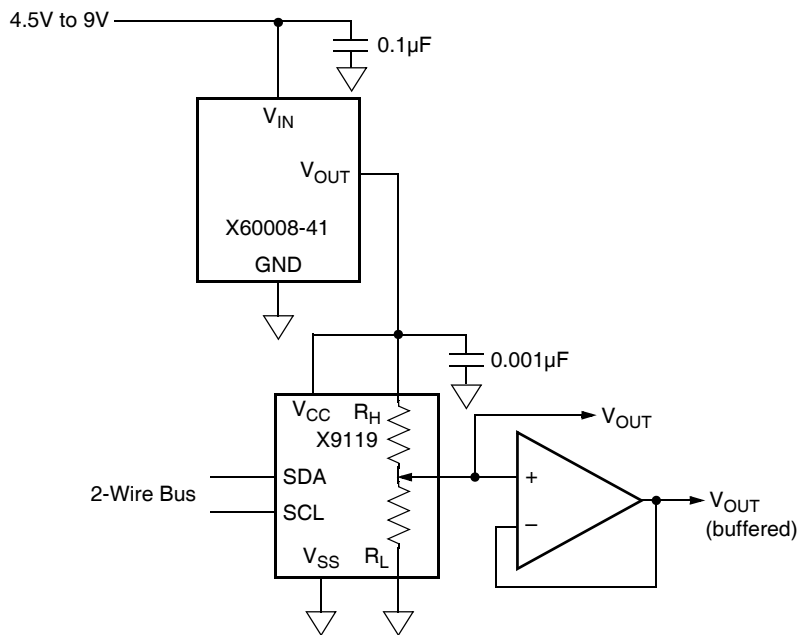 4.5V to 9V
0.1µF
VIN
VOUT
X60008-41
GND
0.001µF
VCC
RH
X9119
VOUT
2-Wire Bus
SDA
SCL
+
−
VOUT
(buffered)
VSS
RL